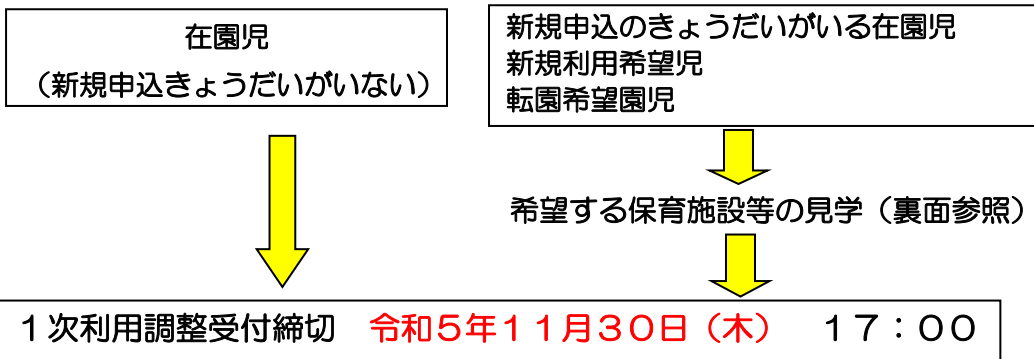 在園児
（新規申込きょうだいがいない）
新規申込のきょうだいがいる在園児
新規利用希望児
転園希望園児
希望する保育施設等の見学（裏面参照）
１次利用調整受付締切　令和５年１１月３０日（木）　１７：００